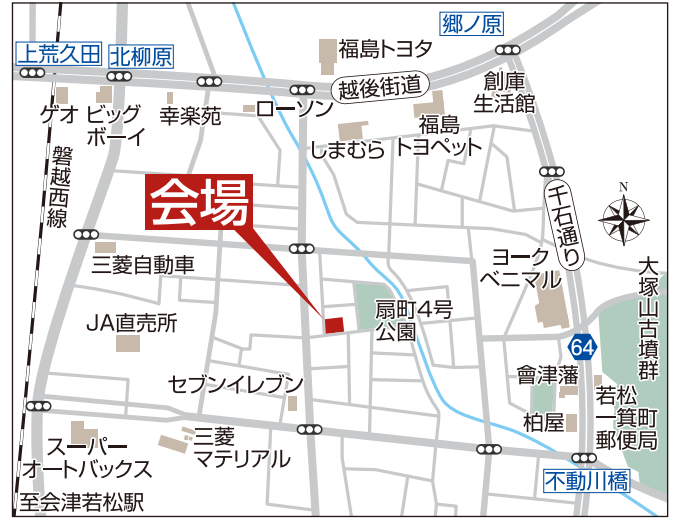 郷ノ原
上荒久田
北柳原
福島トヨタ
越後街道
創庫
生活館
ゲオ
ビッグ
ボーイ
幸楽苑
ローソン
しまむら
福島
トヨペット
磐越西線
会場
千石通り
N
三菱自動車
ヨーク
ベニマル
大塚山古墳群
JA直売所
扇町4号
公園
64
セブンイレブン
會津藩
柏屋
若松
一箕町
郵便局
スーパー
オートバックス
三菱
マテリアル
不動川橋
至会津若松駅